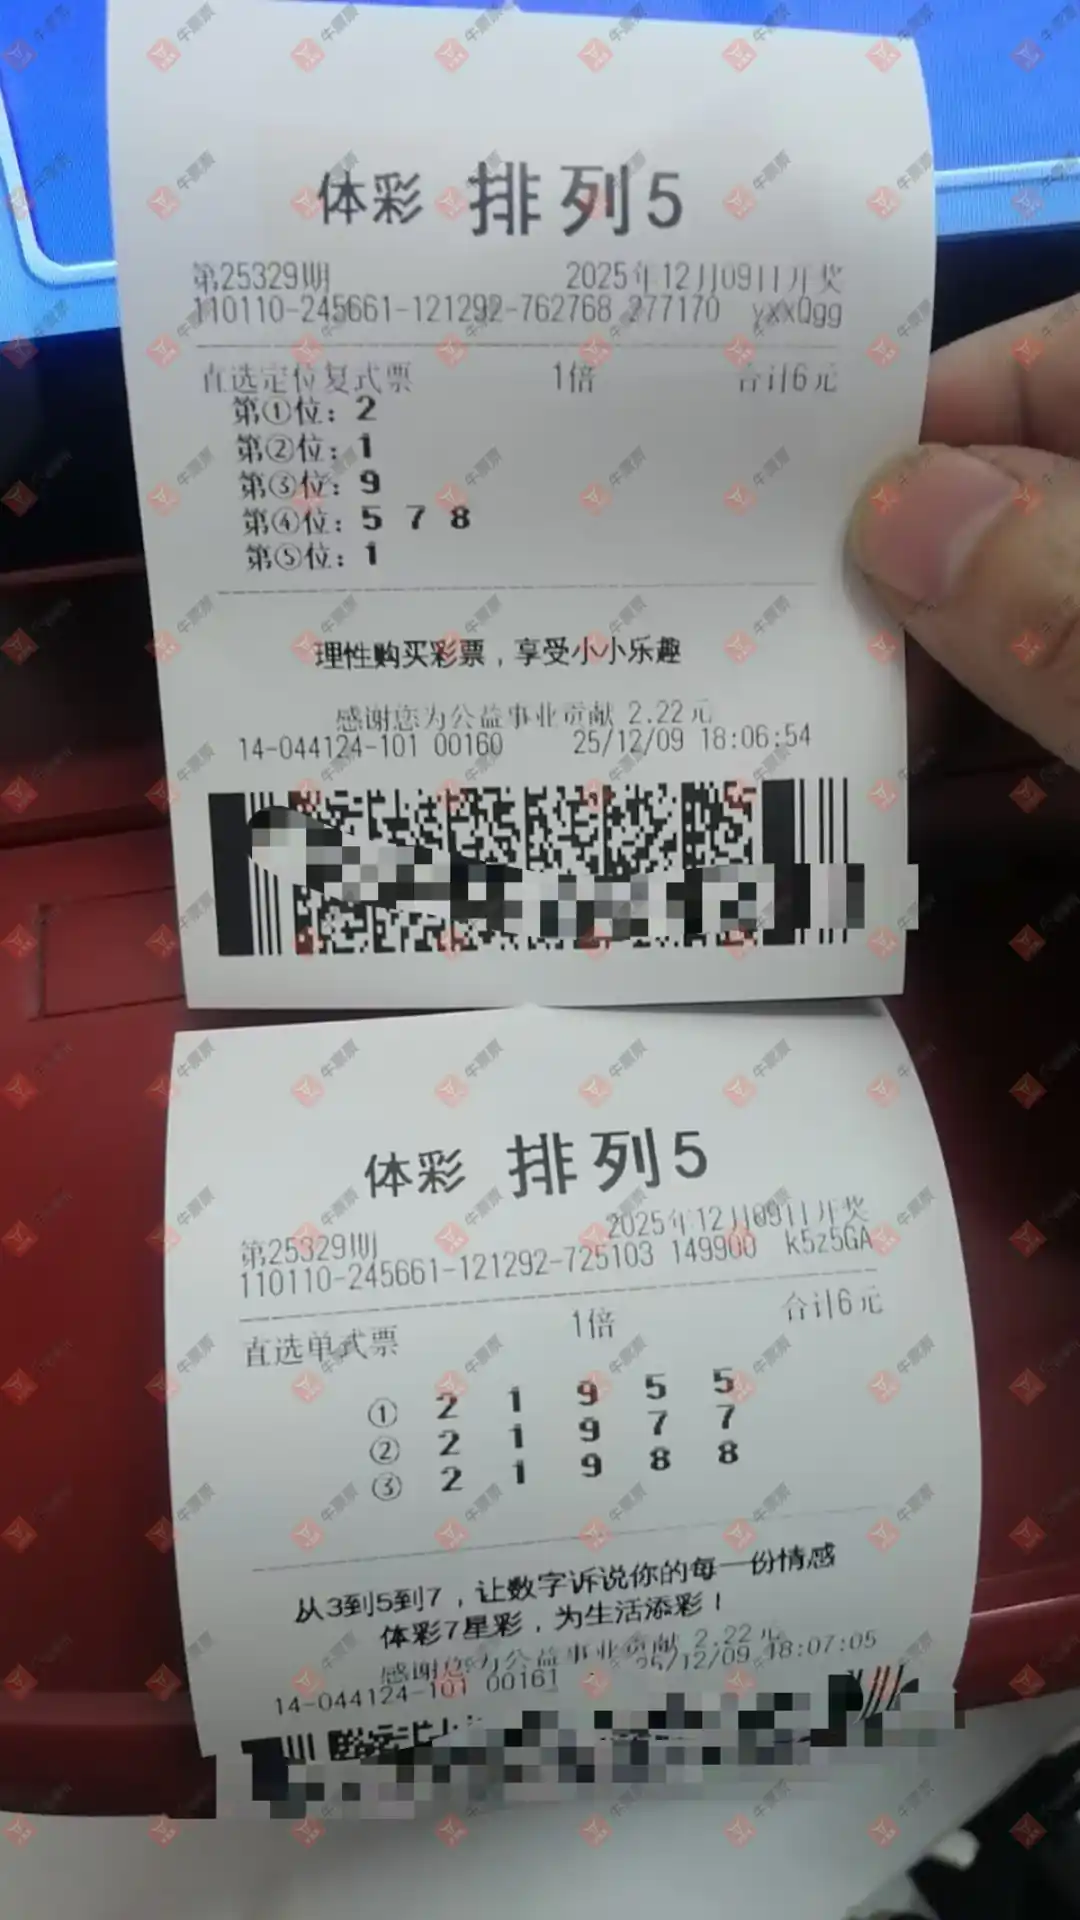 体彩 排列5
第25329期 2025年12月09日开奖
110110-245661-121292-762768 277170 yxxQgg
直选定位复式票 1倍 合计6元
第①位：2
第②位：1
第③位：9
第④位：5 7 8
第⑤位：1
理性购买彩票，享受小小乐趣
感谢您为公益事业贡献 2.22元
14-044124-101 00160 25/12/09 18:06:54
体彩 排列5
第25329期 2025年12月09日开奖
110110-245661-121292-725103 149900 k5z5GA
直选单式票 1倍 合计6元
① 2 1 9 5 5
② 2 1 9 7 7
③ 2 1 9 8 8
从3到5到7，让数字诉说你的每一份情感
体彩7星彩，为生活添彩！
感谢您为公益事业贡献 2.22元
14-044124-101 00161 25/12/09 18:07:05
牛票票